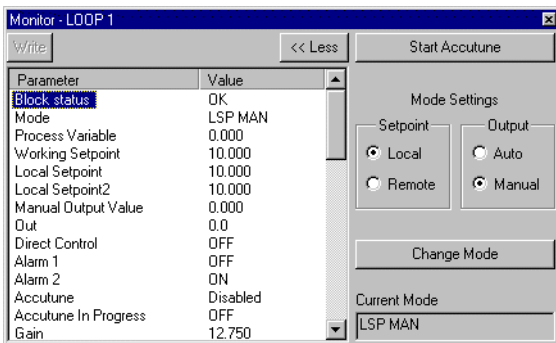 Monitor - LOOP 1
Write
<< Less
Start Accutune
Parameter Value
Block status OK
Mode LSP MAN
Process Variable 0.000
Working Setpoint 10.000
Local Setpoint 10.000
Local Setpoint2 10.000
Manual Output Value 0.000
Out 0.0
Direct Control OFF
Alarm 1 OFF
Alarm 2 ON
Accutune Disabled
Accutune In Progress OFF
Gain 12.750
Mode Settings
Setpoint Output
Local Auto
Remote Manual
Change Mode
Current Mode
LSP MAN